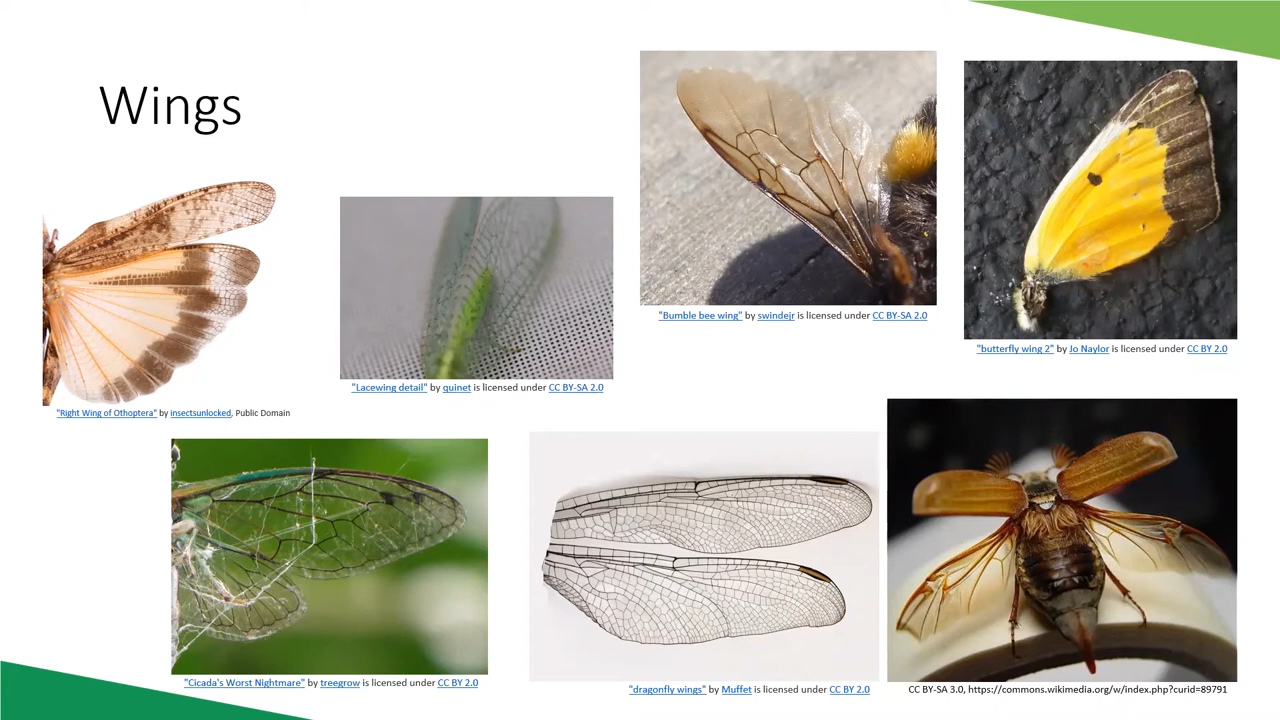 Wings
"Bumble bee wing" by swindejr is licensed under CC BY-SA 2.0
"butterfly wing 2" by Jo Naylor is licensed under CC BY 2.0
"Lacewing detail" by quinet is licensed under CC BY-SA 2.0
"Right Wing of Othoptera" by insectsunlocked, Public Domain
"Cicada's Worst Nightmare" by treegrow is licensed under CC BY 2.0
"dragonfly wings" by Muffet is licensed under CC BY 2.0
CC BY-SA 3.0, https://commons.wikimedia.org/w/index.php?curid=89791